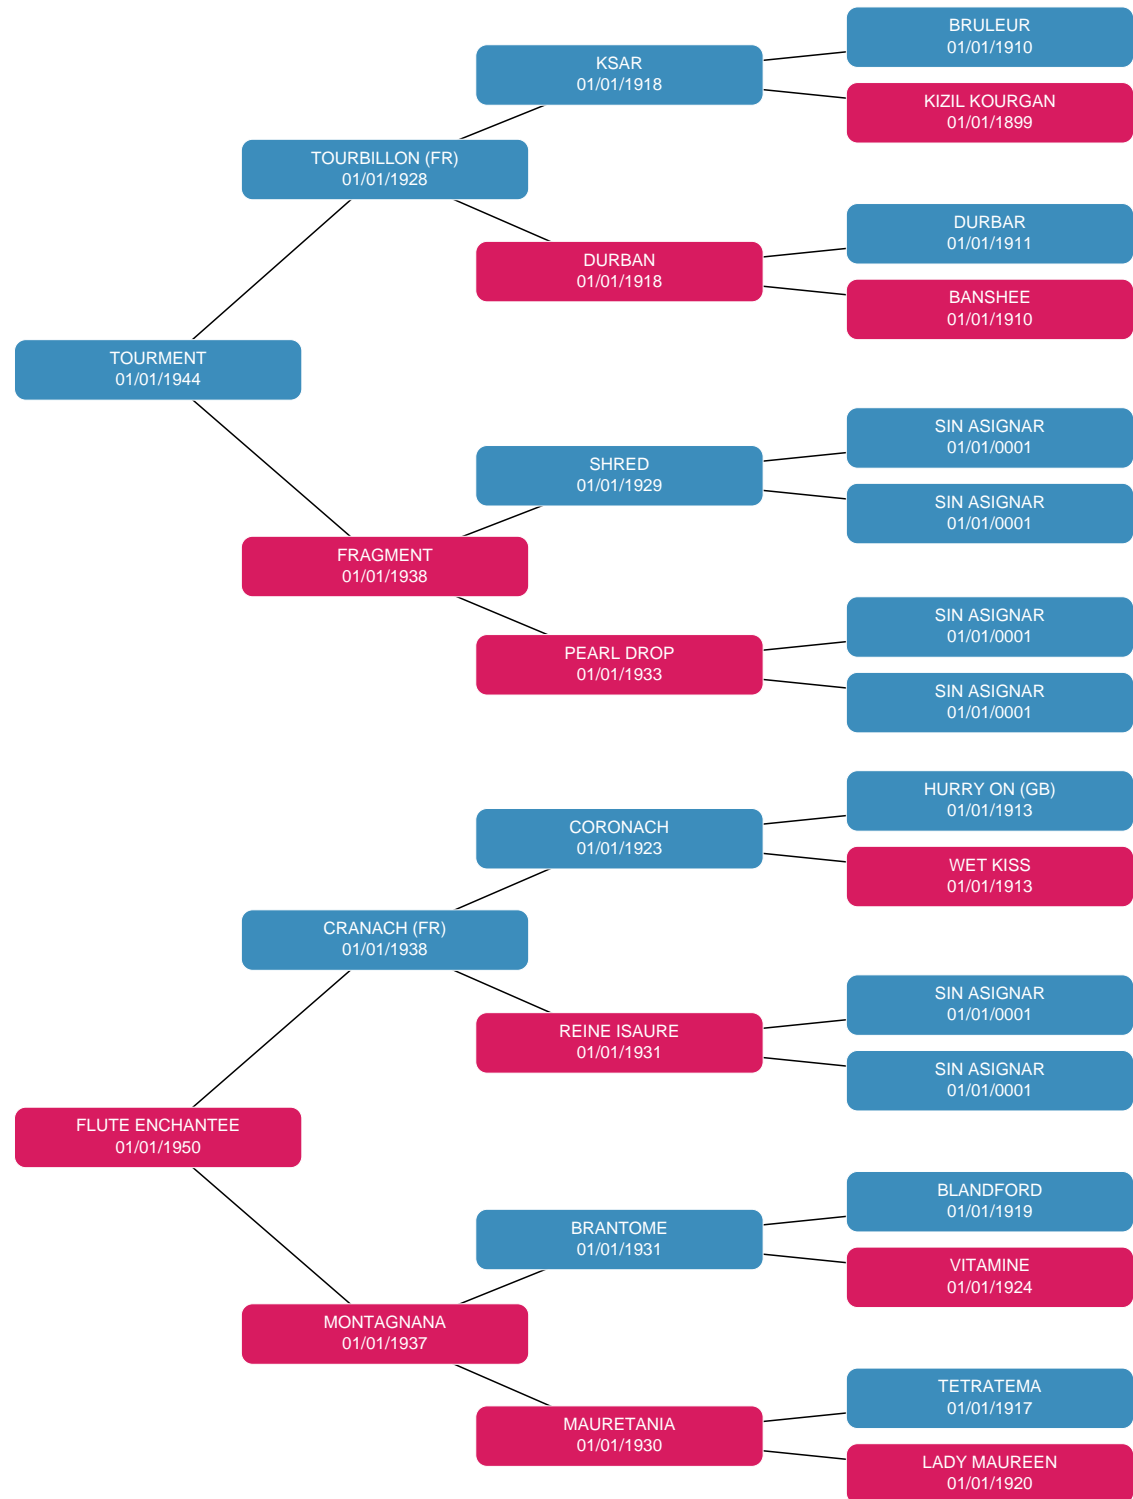 BRULEUR
01/01/1910
KSAR
01/01/1918
KIZIL KOURGAN
01/01/1899
TOURBILLON (FR)
01/01/1928
DURBAR
01/01/1911
DURBAN
01/01/1918
BANSHEE
01/01/1910
TOURMENT
01/01/1944
SIN ASIGNAR
01/01/0001
SHRED
01/01/1929
SIN ASIGNAR
01/01/0001
FRAGMENT
01/01/1938
SIN ASIGNAR
01/01/0001
PEARL DROP
01/01/1933
SIN ASIGNAR
01/01/0001
HURRY ON (GB)
01/01/1913
CORONACH
01/01/1923
WET KISS
01/01/1913
CRANACH (FR)
01/01/1938
SIN ASIGNAR
01/01/0001
REINE ISAURE
01/01/1931
SIN ASIGNAR
01/01/0001
FLUTE ENCHANTEE
01/01/1950
BLANDFORD
01/01/1919
BRANTOME
01/01/1931
VITAMINE
01/01/1924
MONTAGNANA
01/01/1937
TETRATEMA
01/01/1917
MAURETANIA
01/01/1930
LADY MAUREEN
01/01/1920